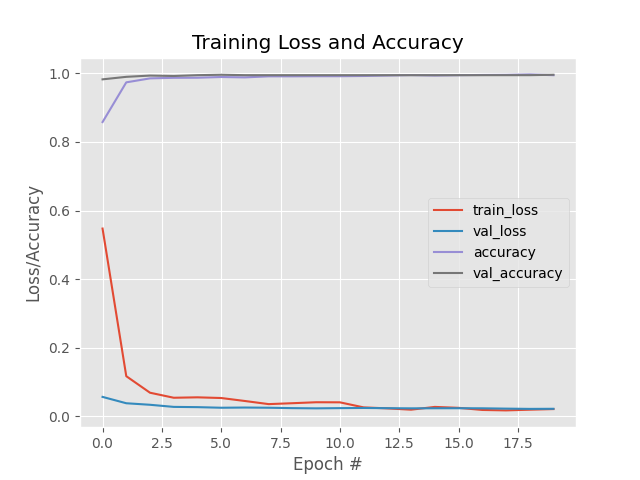 Training Loss and Accuracy
Loss/Accuracy
1.0
0.8
0.6
0.4
0.2
0.0
train_loss
val_loss
accuracy
val_accuracy
0.0 2.5 5.0 7.5 10.0 12.5 15.0 17.5
Epoch #